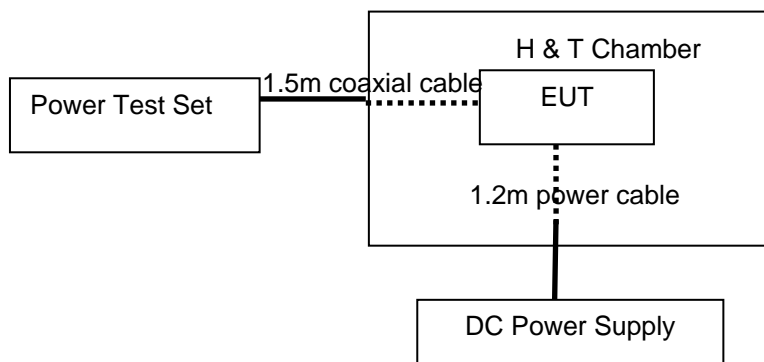 H & T Chamber
1.5m coaxial cable
Power Test Set
EUT
1.2m power cable
DC Power Supply